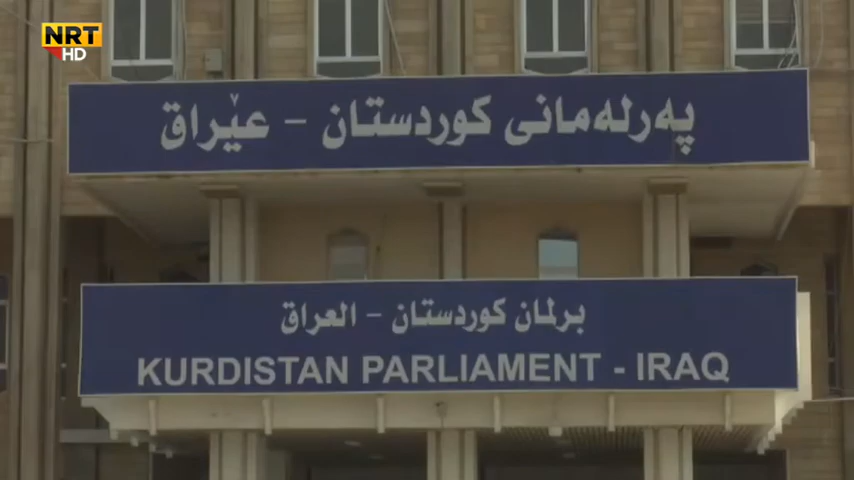 NRT
HD
پەرلەمانی کوردستان - عێراق
برلمان كوردستان - العراق
KURDISTAN PARLIAMENT - IRAQ